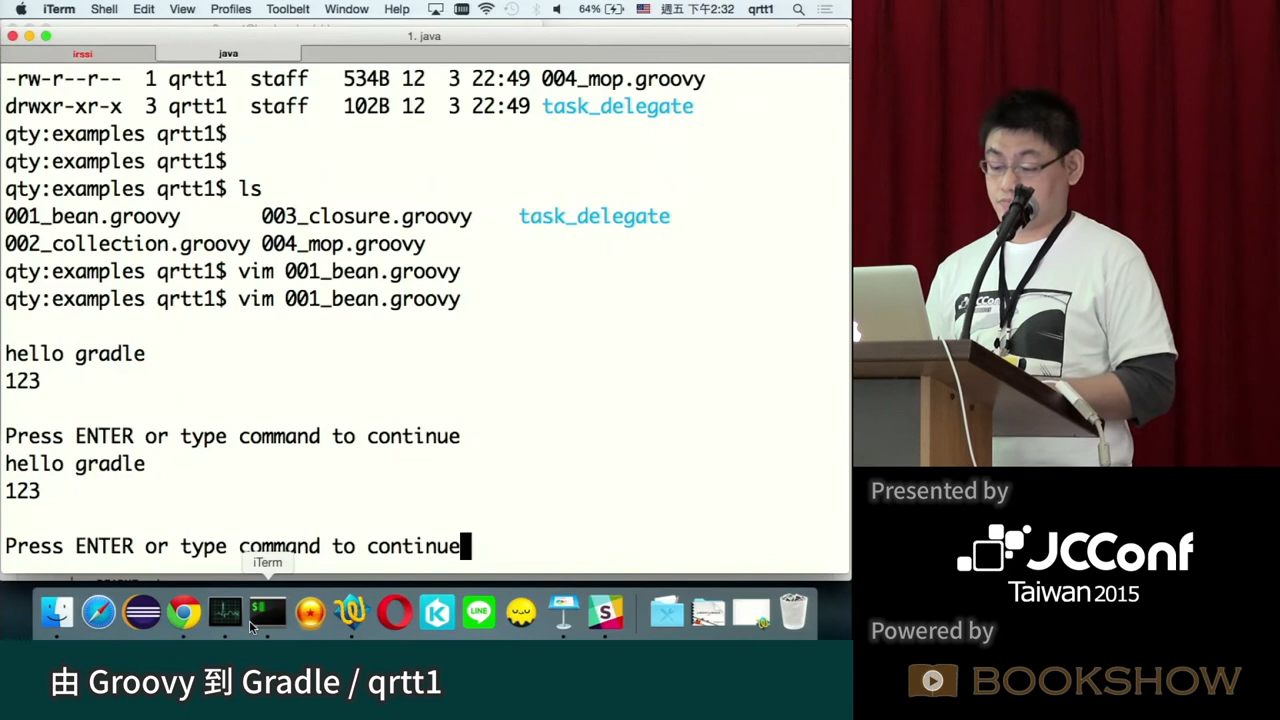 iTerm Shell Edit View Profiles Toolbelt Window Help 64% 週五 下午2:32 qrtt1
1. java
irssi java
-rw-r--r-- 1 qrtt1 staff 534B 12 3 22:49 004_mop.groovy
drwxr-xr-x 3 qrtt1 staff 102B 12 3 22:49 task_delegate
qty:examples qrtt1$
qty:examples qrtt1$
qty:examples qrtt1$ ls
001_bean.groovy 003_closure.groovy task_delegate
002_collection.groovy 004_mop.groovy
qty:examples qrtt1$ vim 001_bean.groovy
qty:examples qrtt1$ vim 001_bean.groovy
hello gradle
123
Press ENTER or type command to continue
hello gradle
123
Press ENTER or type command to continue
iTerm
LINE
由 Groovy 到 Gradle / qrtt1
JCConf
Presented by
JCConf
Taiwan 2015
Powered by
BOOKSHOW